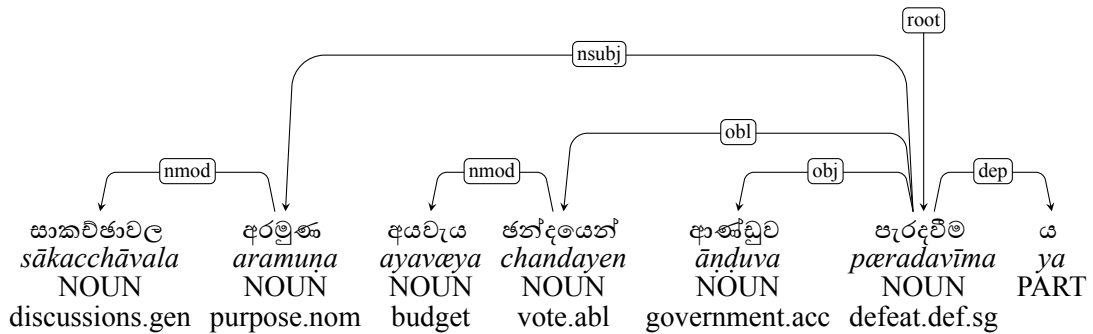 root
nsubj
obl
nmod nmod obj dep
සාකච්ඡාවල අරමුණ අයවැය ඡන්දයෙන් ආණ්ඩුව පැරදවීම ය
sākacchāvala aramuṇa ayavæya chandayen āṇḍuva pæradavīma ya
NOUN NOUN NOUN NOUN NOUN NOUN PART
discussions.gen purpose.nom budget vote.abl government.acc defeat.def.sg